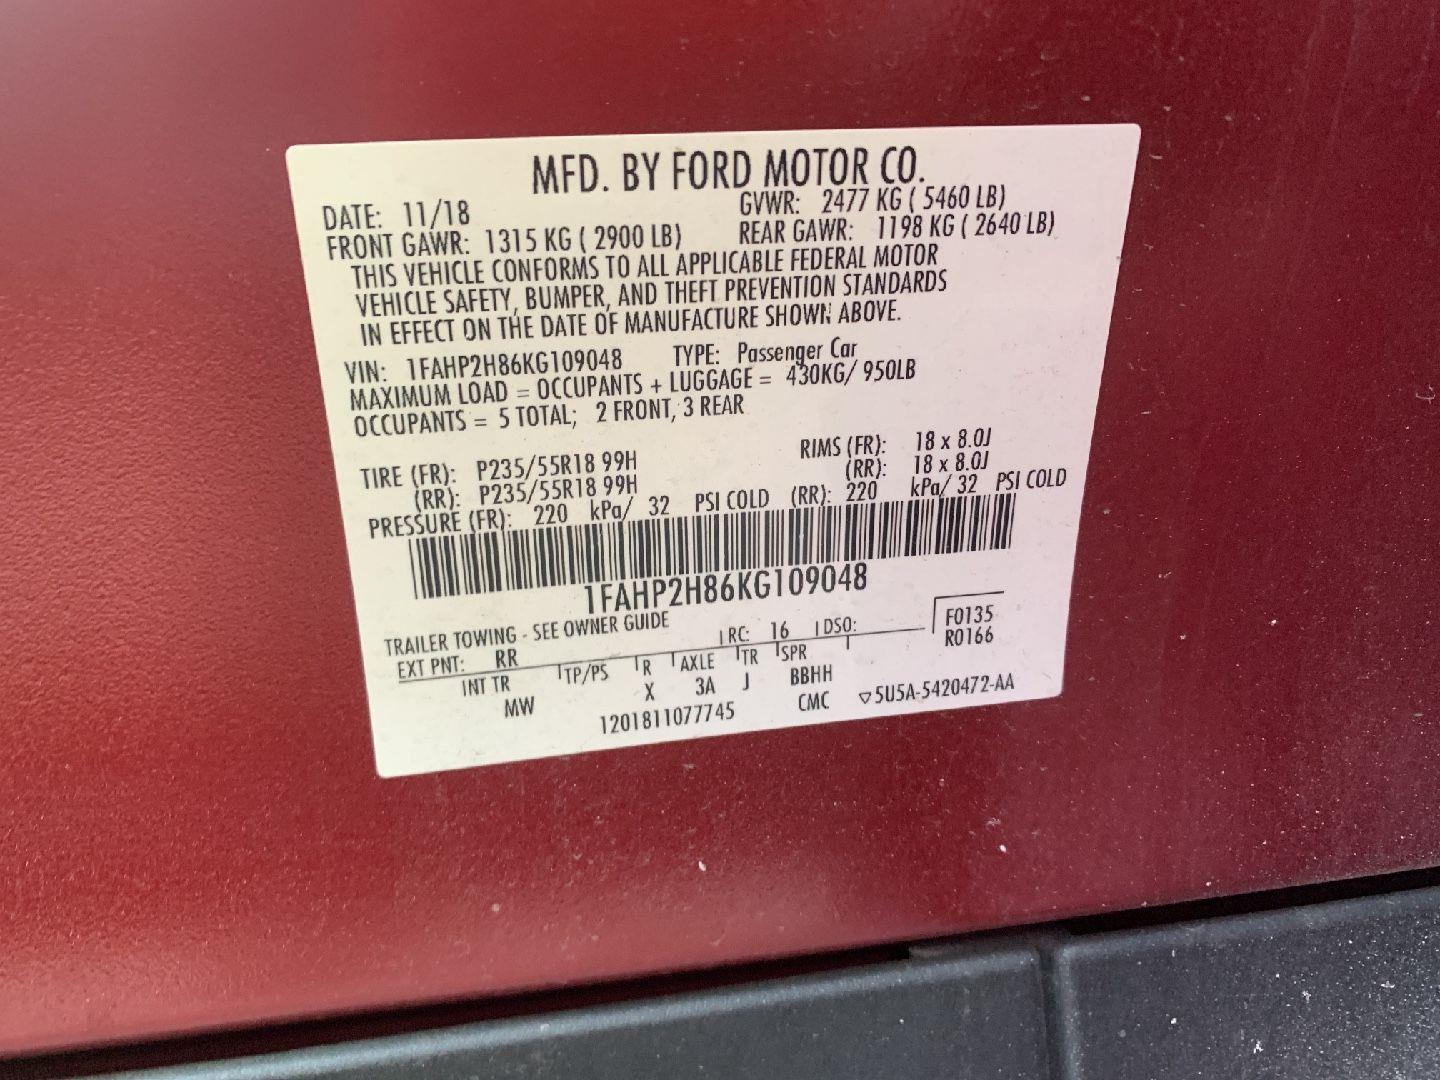 MFD. BY FORD MOTOR CO.
DATE: 11/18 GVWR: 2477 KG ( 5460 LB)
FRONT GAWR: 1315 KG ( 2900 LB) REAR GAWR: 1198 KG ( 2640 LB)
THIS VEHICLE CONFORMS TO ALL APPLICABLE FEDERAL MOTOR
VEHICLE SAFETY, BUMPER, AND THEFT PREVENTION STANDARDS
IN EFFECT ON THE DATE OF MANUFACTURE SHOWN ABOVE.
VIN: 1FAHP2H86KG109048 TYPE: Passenger Car
MAXIMUM LOAD = OCCUPANTS + LUGGAGE = 430KG/ 950LB
OCCUPANTS = 5 TOTAL; 2 FRONT, 3 REAR
TIRE (FR): P235/55R18 99H RIMS (FR): 18 x 8.0J
(RR): P235/55R18 99H (RR): 18 x 8.0J
PRESSURE (FR): 220 kPa/ 32 PSI COLD (RR): 220 kPa/ 32 PSI COLD
1FAHP2H86KG109048
TRAILER TOWING - SEE OWNER GUIDE RC: 16 DSO: F0135
EXT PNT: RR R0166
INT TR TP/PS R AXLE TR SPR
MW X 3A J BBHH
1201811077745 CMC ▽5U5A-5420472-AA